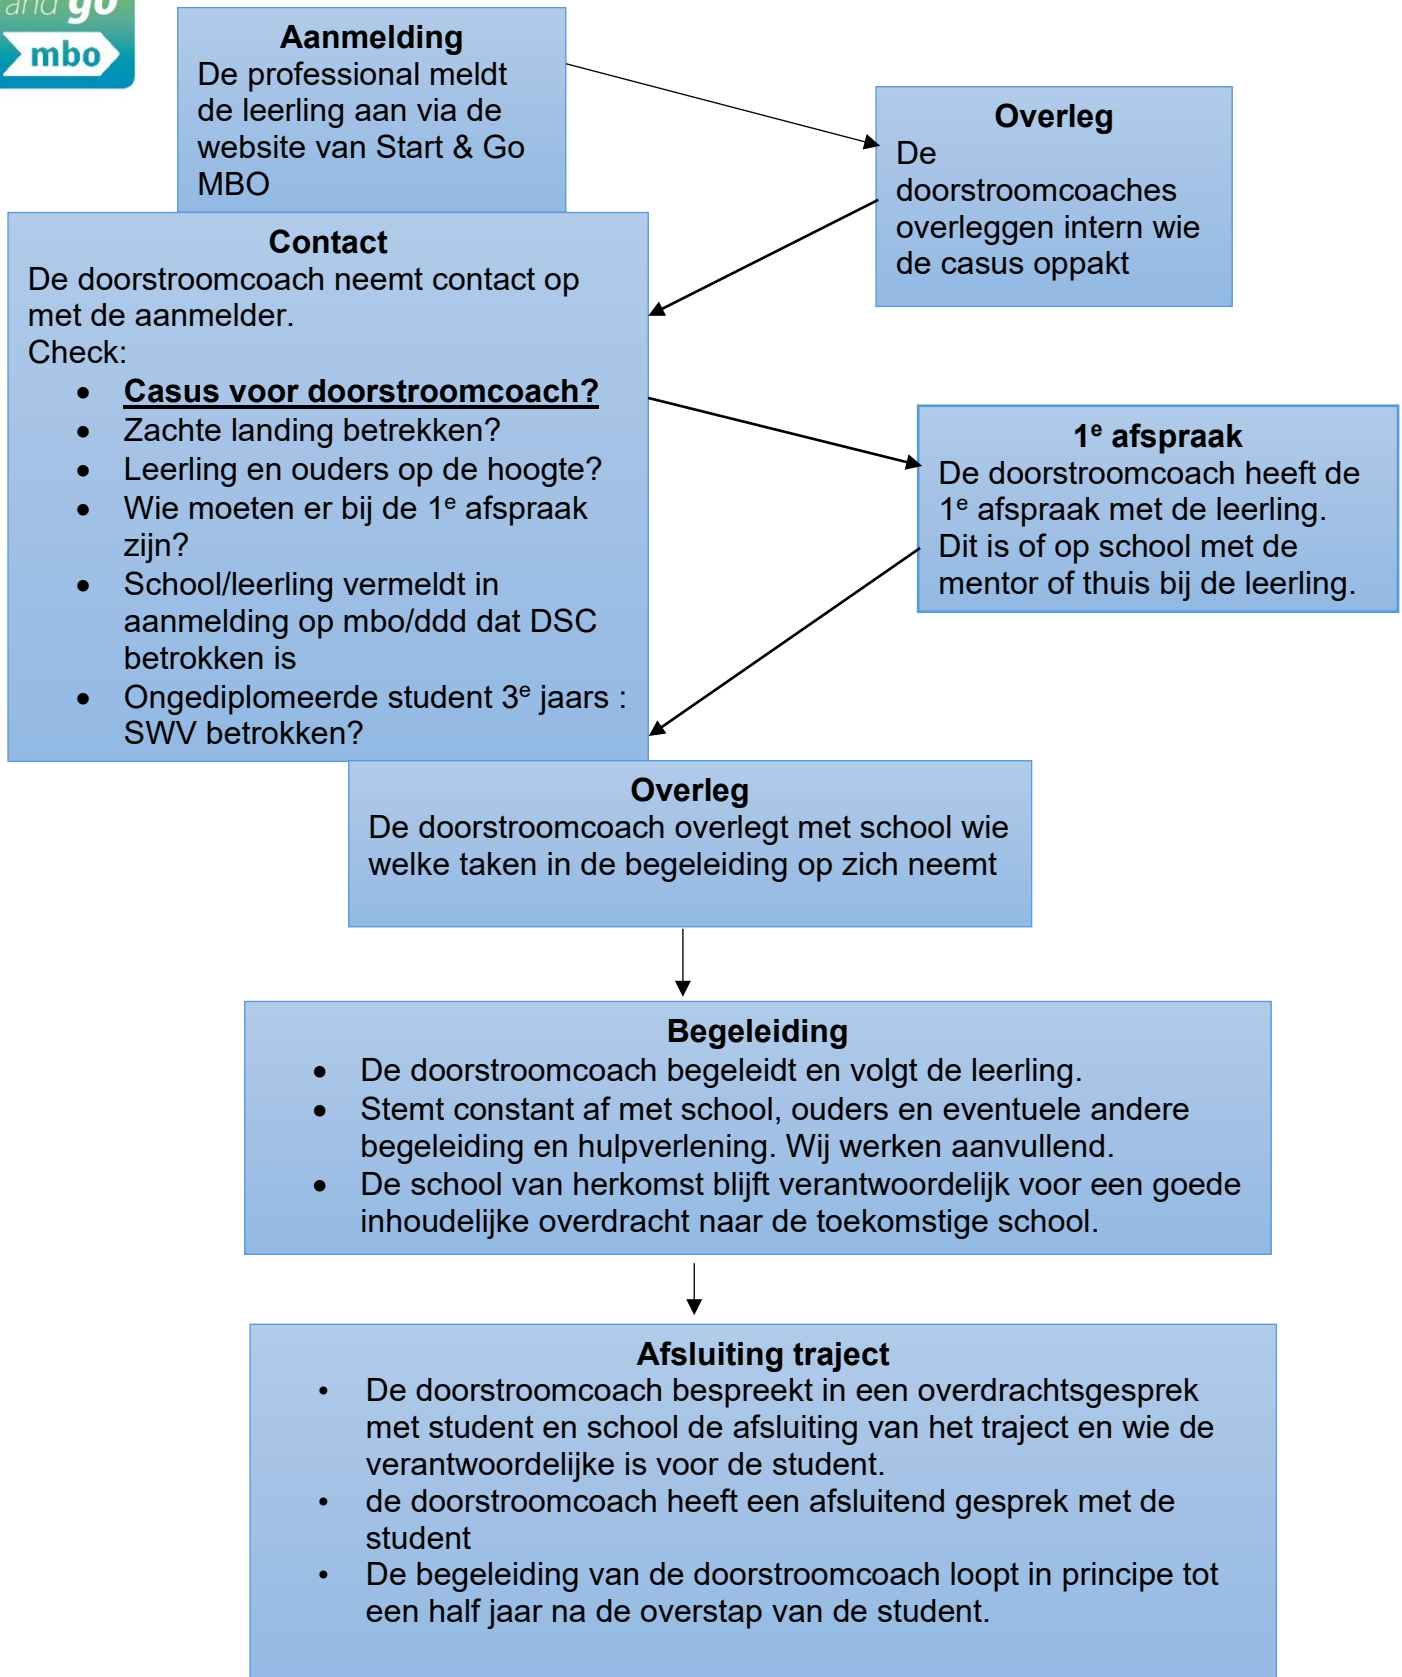 and go
mbo
Aanmelding
De professional meldt
de leerling aan via de
website van Start & Go
MBO
Overleg
De
doorstroomcoaches
overleggen intern wie
de casus oppakt
Contact
De doorstroomcoach neemt contact op
met de aanmelder.
Check:
• Casus voor doorstroomcoach?
• Zachte landing betrekken?
• Leerling en ouders op de hoogte?
• Wie moeten er bij de 1e afspraak
zijn?
• School/leerling vermeldt in
aanmelding op mbo/ddd dat DSC
betrokken is
• Ongediplomeerde student 3e jaars :
SWV betrokken?
1e afspraak
De doorstroomcoach heeft de
1e afspraak met de leerling.
Dit is of op school met de
mentor of thuis bij de leerling.
Overleg
De doorstroomcoach overlegt met school wie
welke taken in de begeleiding op zich neemt
Begeleiding
• De doorstroomcoach begeleidt en volgt de leerling.
• Stemt constant af met school, ouders en eventuele andere
begeleiding en hulpverlening. Wij werken aanvullend.
• De school van herkomst blijft verantwoordelijk voor een goede
inhoudelijke overdracht naar de toekomstige school.
Afsluiting traject
• De doorstroomcoach bespreekt in een overdrachtsgesprek
met student en school de afsluiting van het traject en wie de
verantwoordelijke is voor de student.
• de doorstroomcoach heeft een afsluitend gesprek met de
student
• De begeleiding van de doorstroomcoach loopt in principe tot
een half jaar na de overstap van de student.